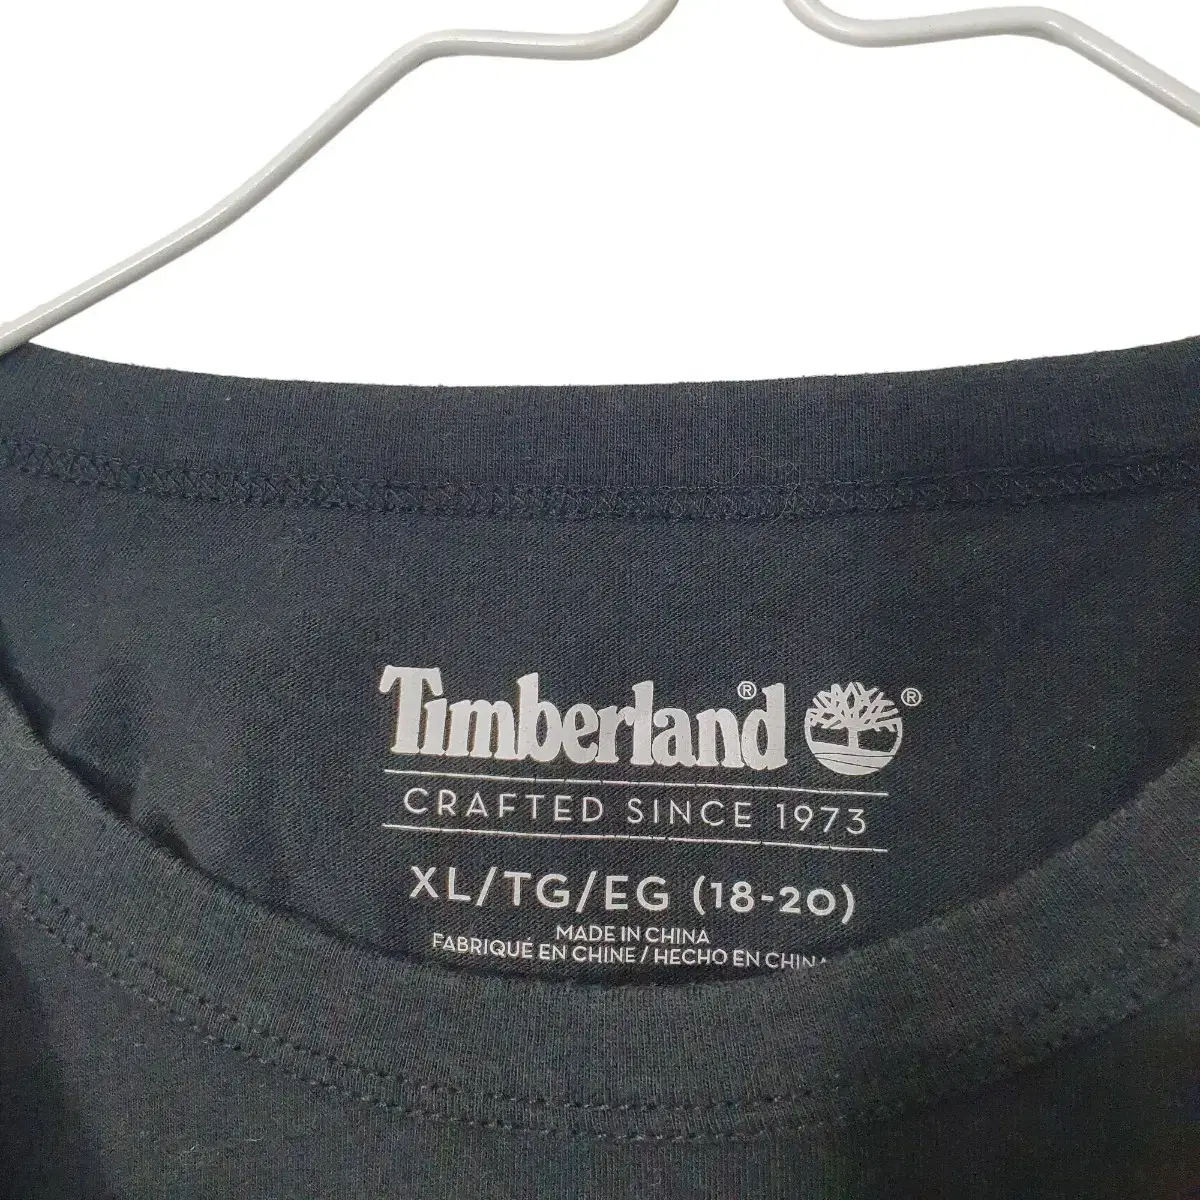 Timberland® ®
CRAFTED SINCE 1973
XL/TG/EG (18-20)
MADE IN CHINA
FABRIQUÉ EN CHINE / HECHO EN CHINA